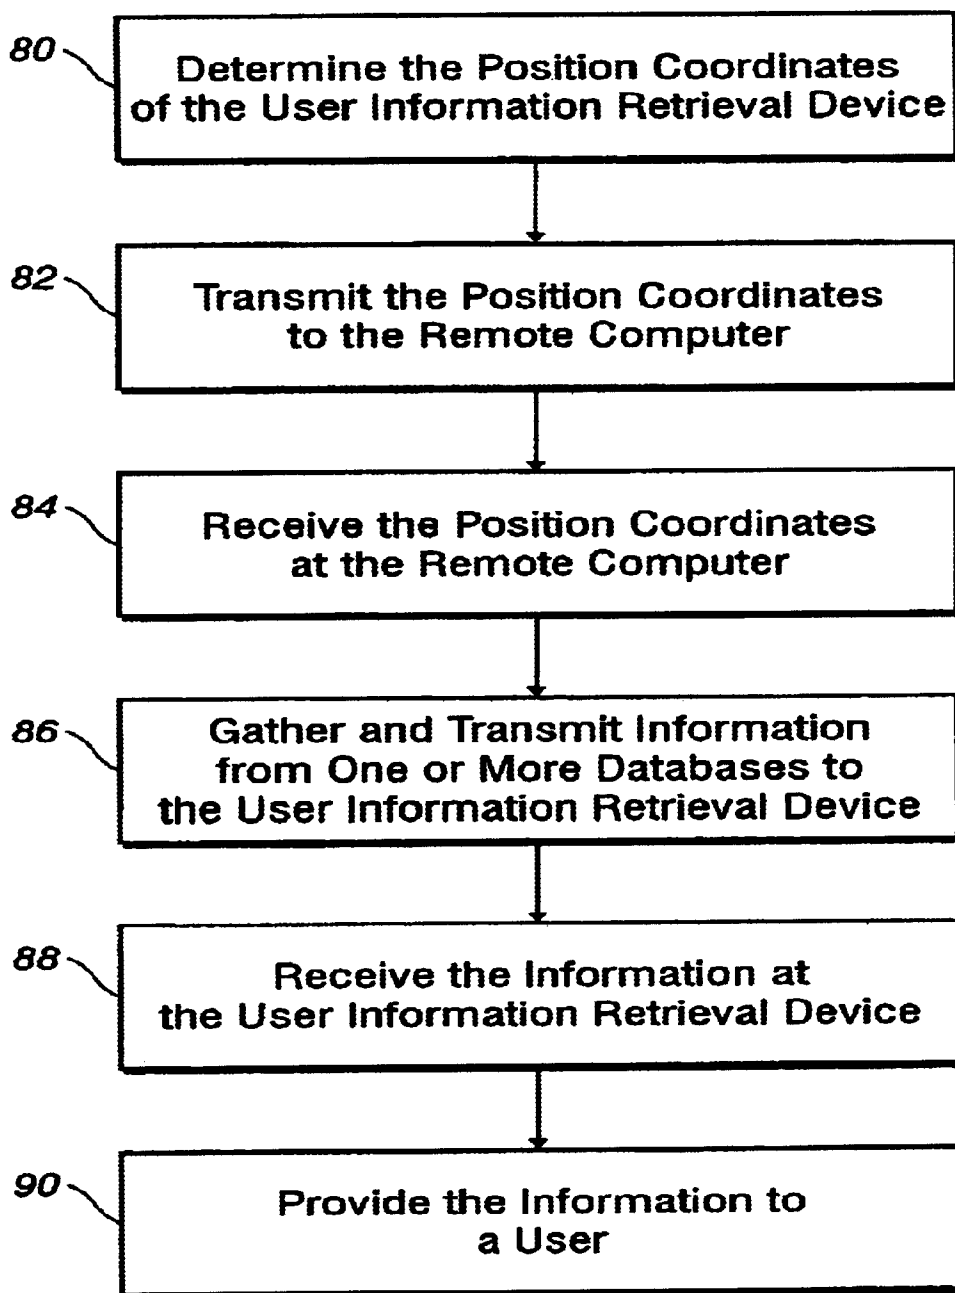 80
Determine the Position Coordinates
of the User Information Retrieval Device
82
Transmit the Position Coordinates
to the Remote Computer
84
Receive the Position Coordinates
at the Remote Computer
86
Gather and Transmit Information
from One or More Databases to
the User Information Retrieval Device
88
Receive the Information at
the User Information Retrieval Device
90
Provide the Information to
a User